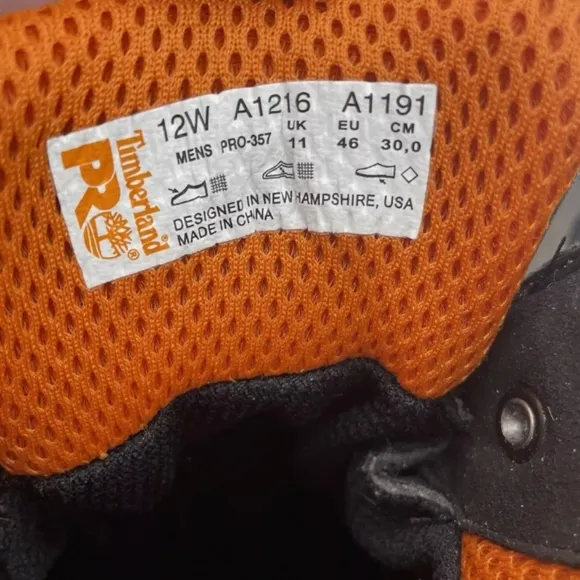 Timberland
PRO®
12W A1216 A1191
MENS PRO-357 UK EU CM
11 46 30,0
DESIGNED IN NEW HAMPSHIRE, USA
MADE IN CHINA